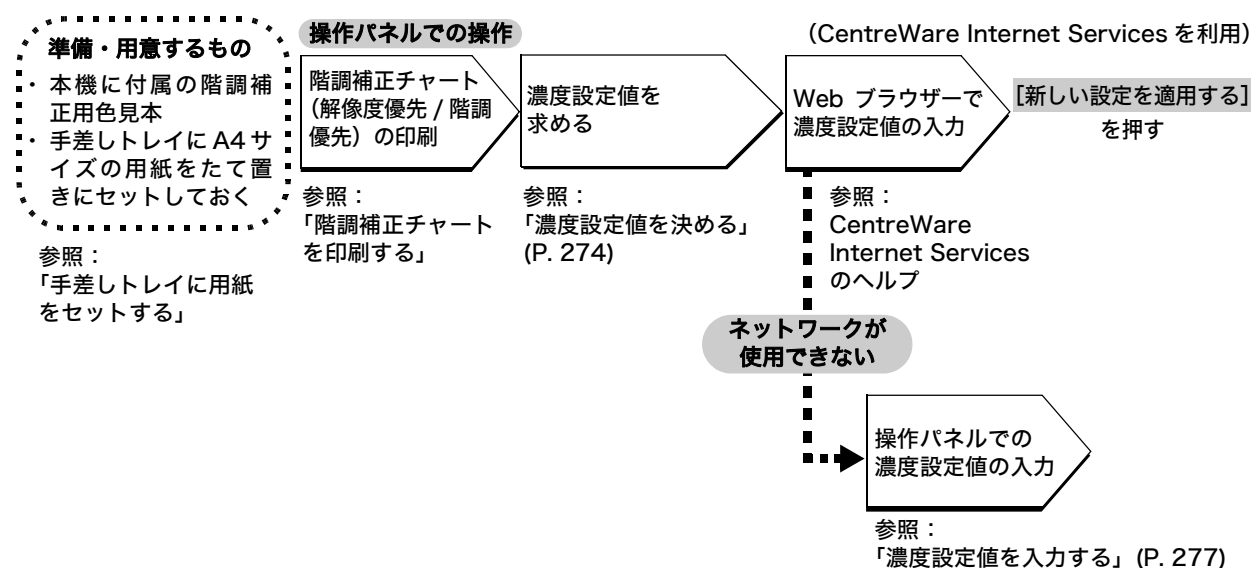 準備・用意するもの
・ 本機に付属の階調補
正用色見本
・ 手差しトレイに A4 サ
イズの用紙をたて置
きにセットしておく
参照：
「手差しトレイに用紙
をセットする」
操作パネルでの操作
階調補正チャート
（解像度優先 / 階調
優先）の印刷
参照：
「階調補正チャート
を印刷する」
濃度設定値を
求める
参照：
「濃度設定値を決める」
(P. 274)
（CentreWare Internet Services を利用）
Web ブラウザーで
濃度設定値の入力
参照：
CentreWare
Internet Services
のヘルプ
［新しい設定を適用する］
を押す
ネットワークが
使用できない
操作パネルでの
濃度設定値の入力
参照：
「濃度設定値を入力する」(P. 277)